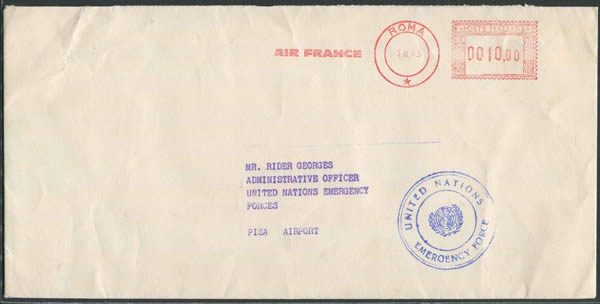 AIR FRANCE
ROMA
POSTE ITALIANE
0010,00
MR. RIDER GEORGES
ADMINISTRATIVE OFFICER
UNITED NATIONS EMERGENCY
FORCES
PISA AIRPORT
UNITED NATIONS
EMERGENCY FORCE